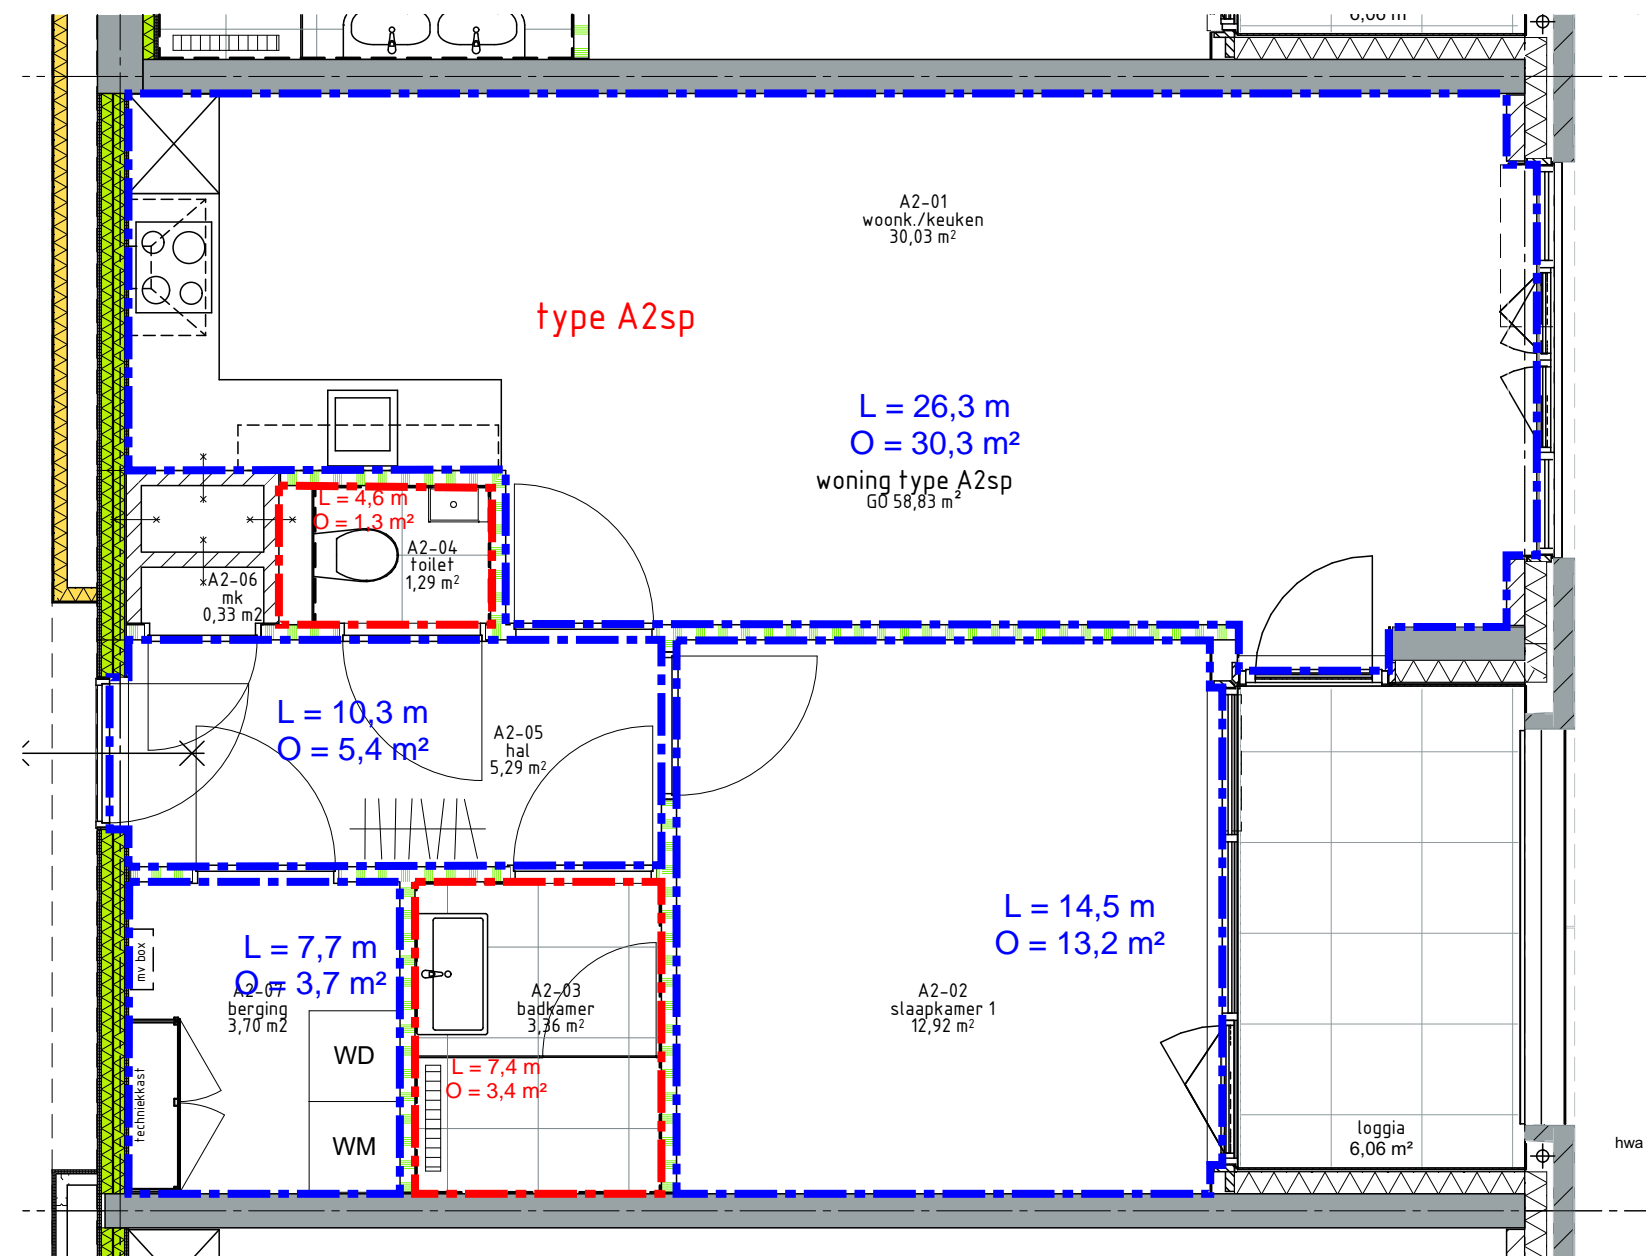 6,06 m²
A2-01
woonk./keuken
30,03 m²
type A2sp
L = 26,3 m
O = 30,3 m²
woning type A2sp
GO 58,83 m²
L = 4,6 m
O = 1,3 m²
A2-04
toilet
1,29 m²
A2-06
mk
0,33 m2
L = 10,3 m
O = 5,4 m²
A2-05
hal
5,29 m²
L = 14,5 m
O = 13,2 m²
L = 7,7 m
O = 3,7 m²
mv box
A2-07
berging
3,70 m2
A2-03
badkamer
3,36 m²
A2-02
slaapkamer 1
12,92 m²
WD
L = 7,4 m
O = 3,4 m²
techniekkast
WM
loggia
6,06 m²
hwa